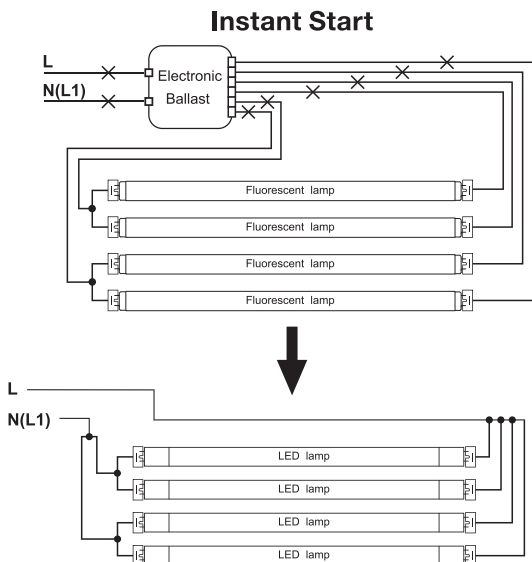 Instant Start
L
N(L1)
Electronic
Ballast
Fluorescent lamp
Fluorescent lamp
Fluorescent lamp
Fluorescent lamp
L
N(L1)
LED lamp
LED lamp
LED lamp
LED lamp